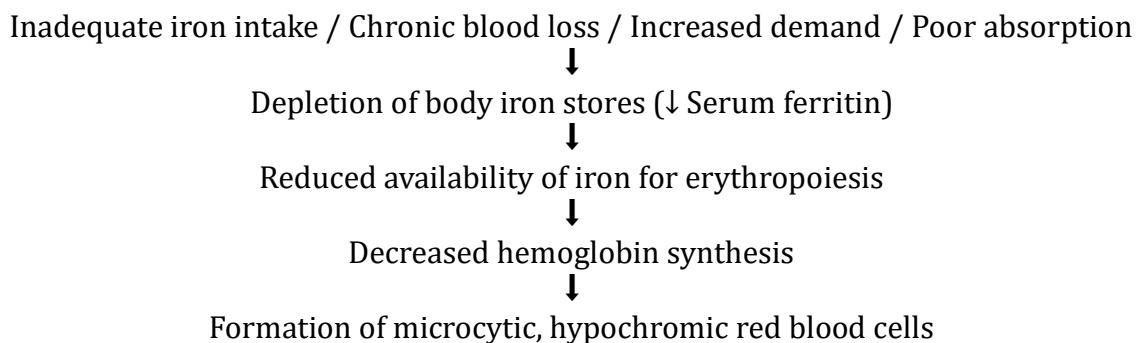 Inadequate iron intake / Chronic blood loss / Increased demand / Poor absorption
Depletion of body iron stores (↓ Serum ferritin)
Reduced availability of iron for erythropoiesis
Decreased hemoglobin synthesis
Formation of microcytic, hypochromic red blood cells